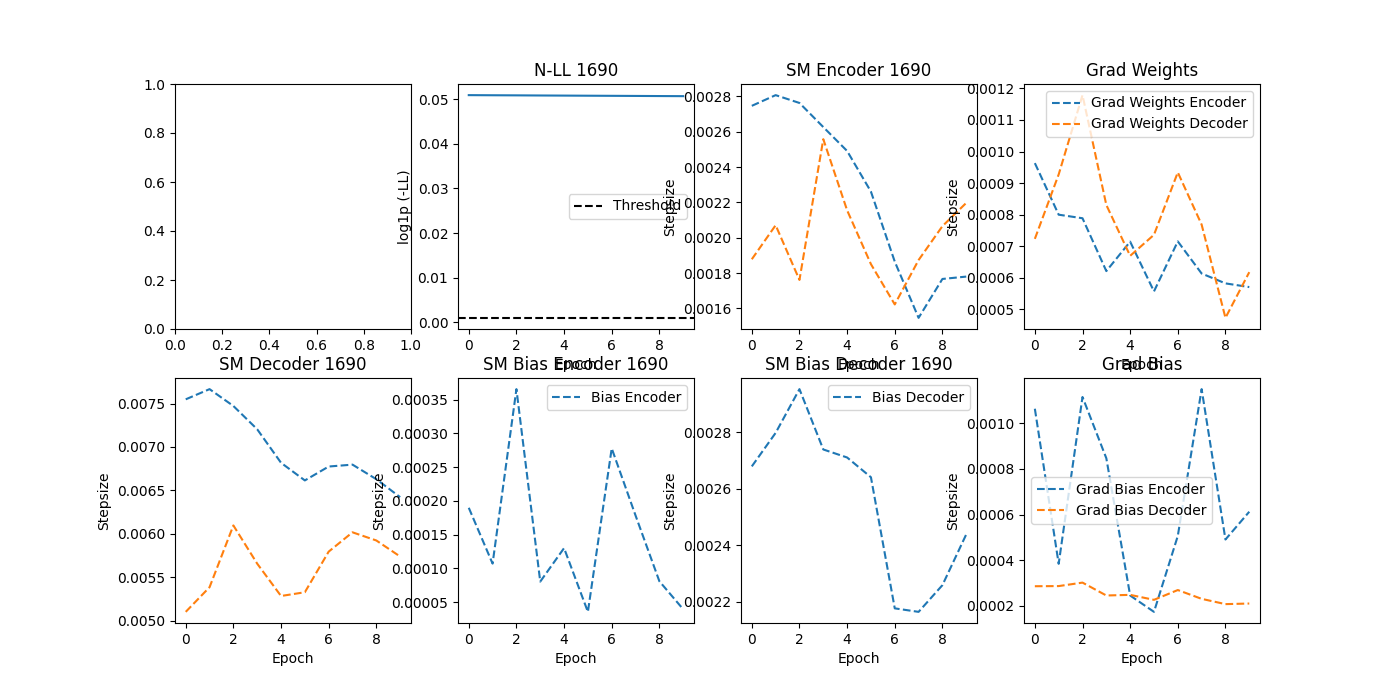 1.0
0.8
0.6
0.4
0.2
0.0
0.0 0.2 0.4 0.6 0.8 1.0
N-LL 1690
log1p (-LL)
0.05
0.04
0.03
0.02
0.01
0.00
Threshold
0 2 4 6 8
Epoch
SM Encoder 1690
Stepsize
0.0028
0.0026
0.0024
0.0022
0.0020
0.0018
0.0016
0 2 4 6 8
Epoch
Grad Weights
Stepsize
0.0012
0.0011
0.0010
0.0009
0.0008
0.0007
0.0006
0.0005
Grad Weights Encoder
Grad Weights Decoder
0 2 4 6 8
Epoch
SM Decoder 1690
Stepsize
0.0075
0.0070
0.0065
0.0060
0.0055
0.0050
0 2 4 6 8
Epoch
SM Bias Encoder 1690
Stepsize
0.00035
0.00030
0.00025
0.00020
0.00015
0.00010
0.00005
Bias Encoder
0 2 4 6 8
Epoch
SM Bias Decoder 1690
Stepsize
0.0028
0.0026
0.0024
0.0022
Bias Decoder
0 2 4 6 8
Epoch
Grad Bias
Stepsize
0.0010
0.0008
0.0006
0.0004
0.0002
Grad Bias Encoder
Grad Bias Decoder
0 2 4 6 8
Epoch